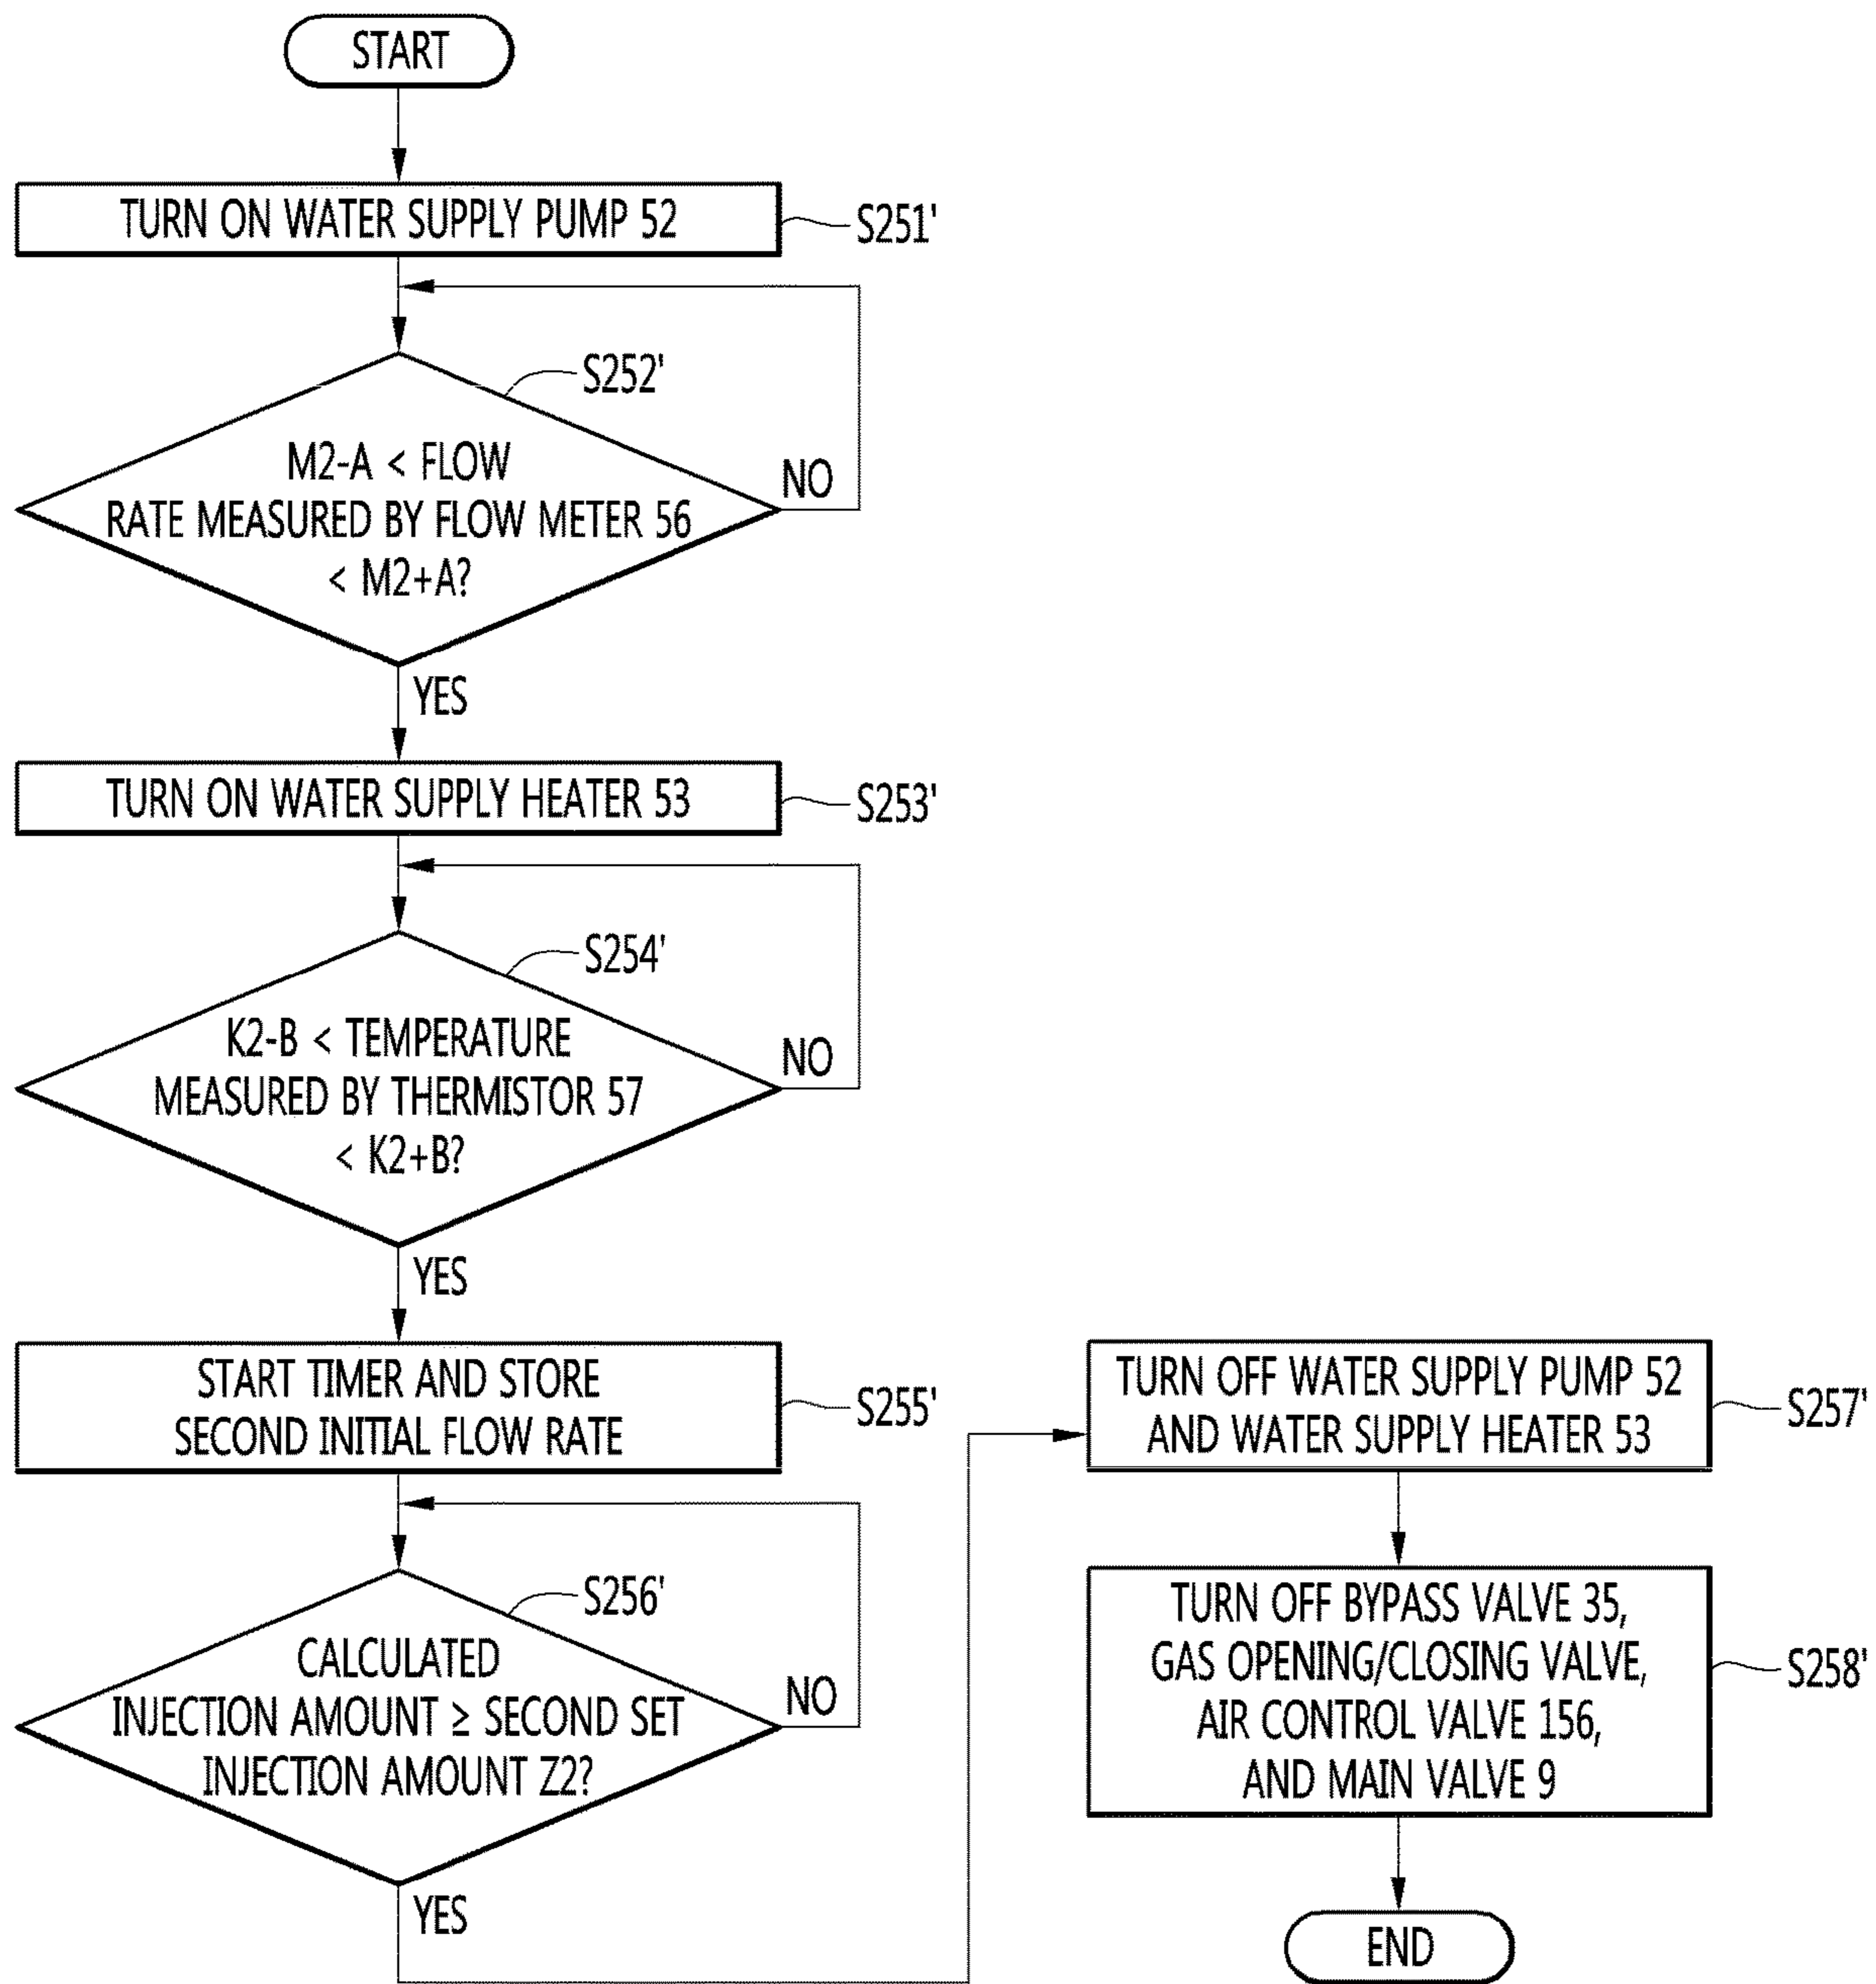 START
TURN ON WATER SUPPLY PUMP 52
S251'
S252'
M2-A < FLOW
RATE MEASURED BY FLOW METER 56
< M2+A?
NO
YES
TURN ON WATER SUPPLY HEATER 53
S253'
S254'
K2-B < TEMPERATURE
MEASURED BY THERMISTOR 57
< K2+B?
NO
YES
START TIMER AND STORE
SECOND INITIAL FLOW RATE
S255'
S256'
CALCULATED
INJECTION AMOUNT ≥ SECOND SET
INJECTION AMOUNT Z2?
NO
YES
TURN OFF WATER SUPPLY PUMP 52
AND WATER SUPPLY HEATER 53
S257'
TURN OFF BYPASS VALVE 35,
GAS OPENING/CLOSING VALVE,
AIR CONTROL VALVE 156,
AND MAIN VALVE 9
S258'
END